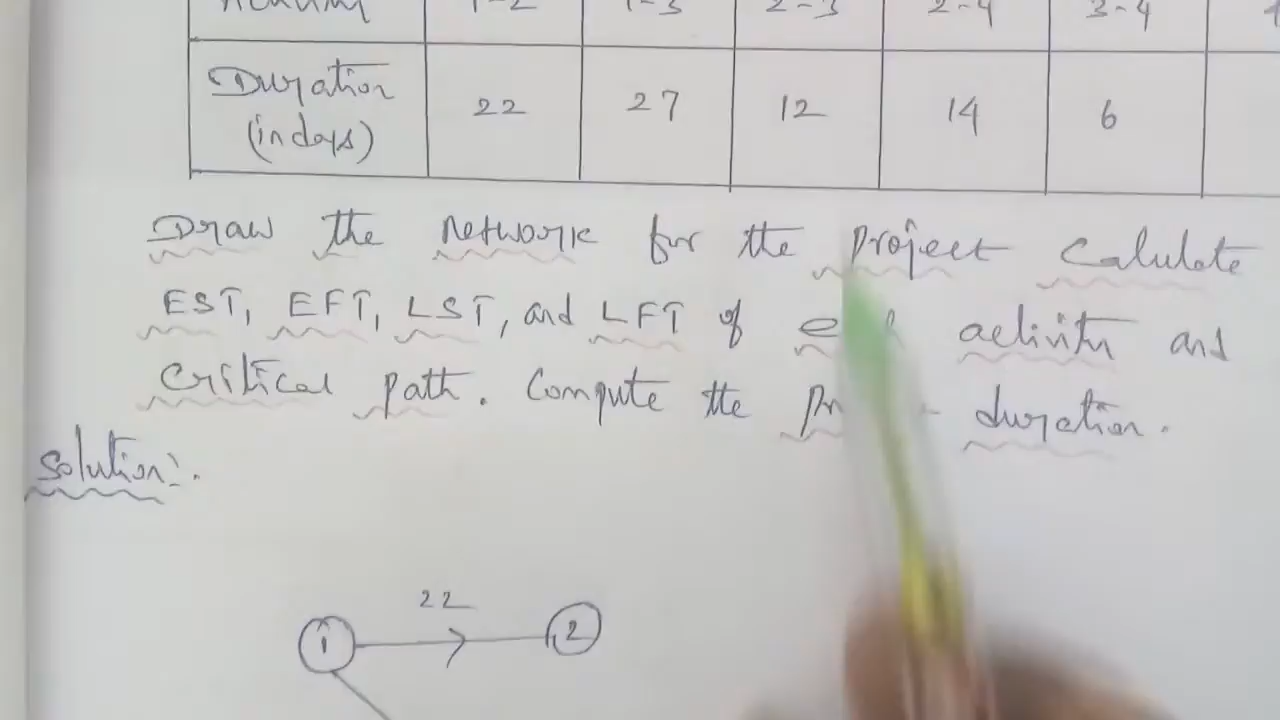 1-2 1-3 2-3 2-4 3-4
Duration 22 27 12 14 6
(in days)
Draw the Network for the Project Calulate
EST, EFT, LST, and LFT of activity and
Critical path. Compute the duration.
Solution:.
22
1 2